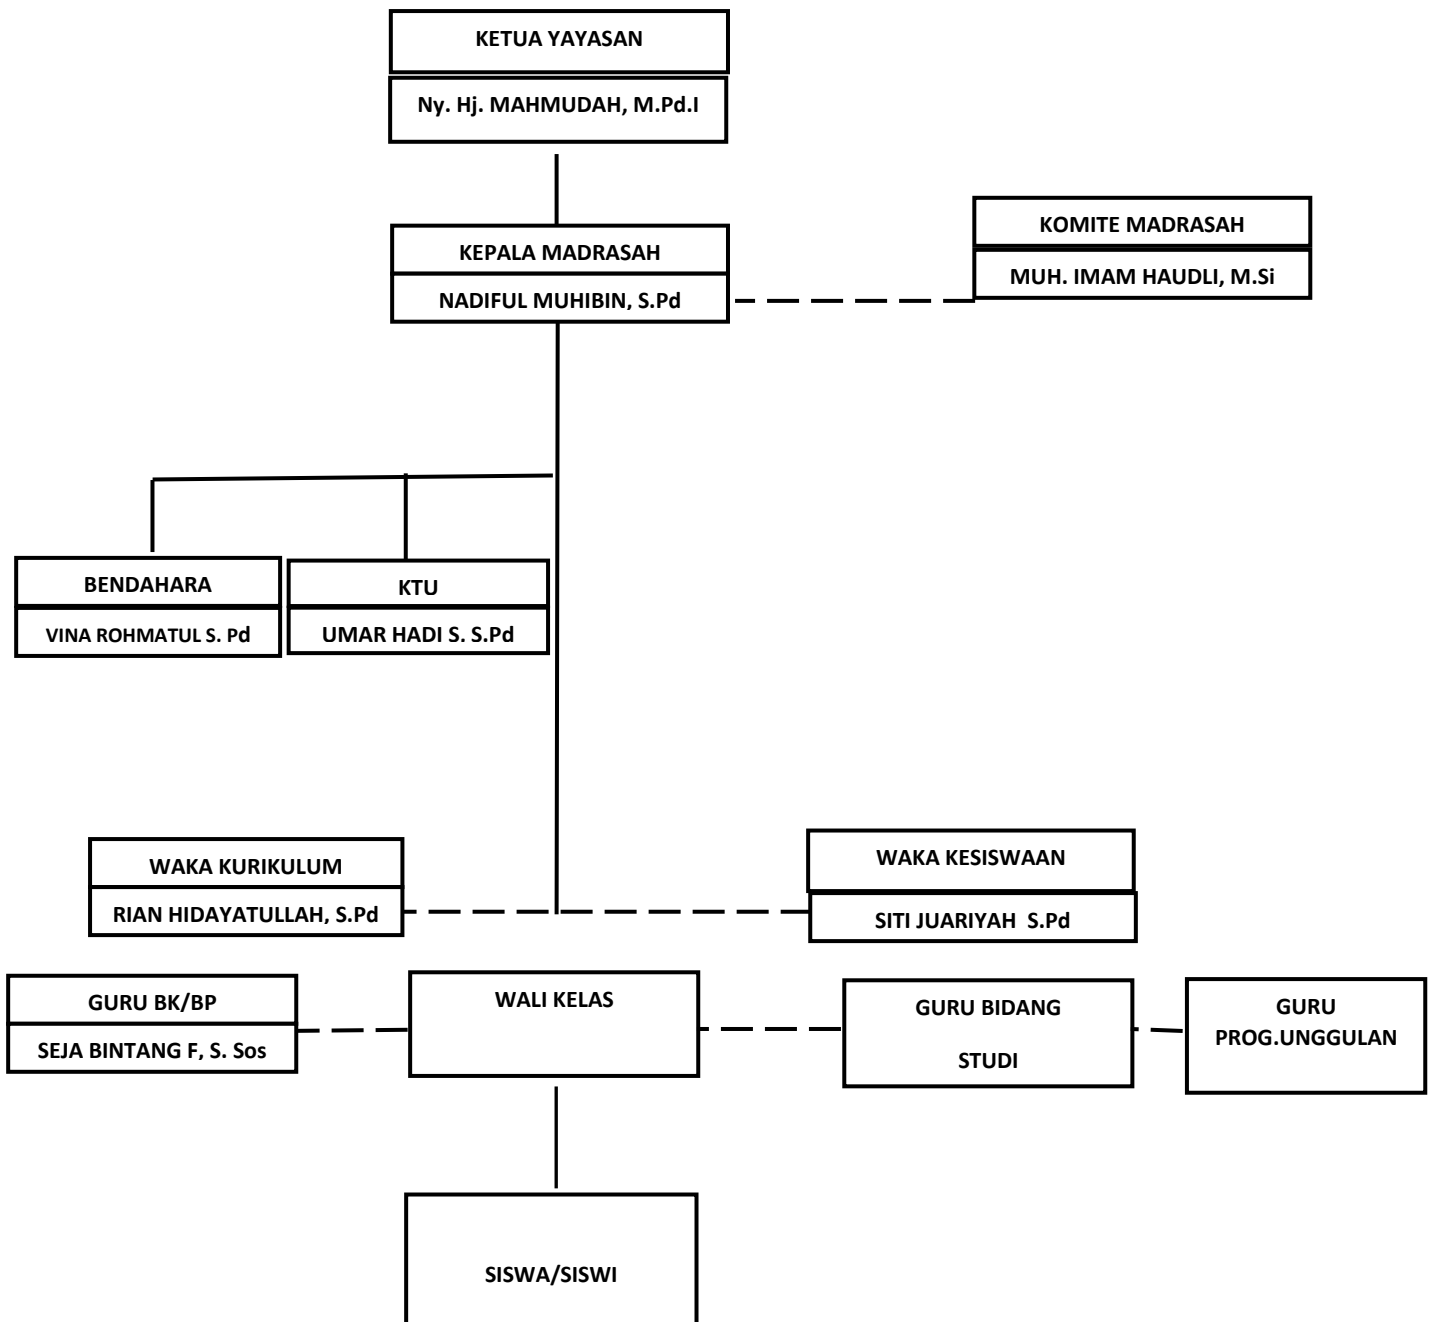 KETUA YAYASAN
Ny. Hj. MAHMUDAH, M.Pd.I
KOMITE MADRASAH
MUH. IMAM HAUDLI, M.Si
KEPALA MADRASAH
NADIFUL MUHIBIN, S.Pd
BENDAHARA
VINA ROHMATUL S. Pd
KTU
UMAR HADI S. S.Pd
WAKA KURIKULUM
RIAN HIDAYATULLAH, S.Pd
WAKA KESISWAAN
SITI JUARIYAH  S.Pd
GURU BK/BP
SEJA BINTANG F, S. Sos
WALI KELAS
GURU BIDANG
STUDI
GURU
PROG.UNGGULAN
SISWA/SISWI